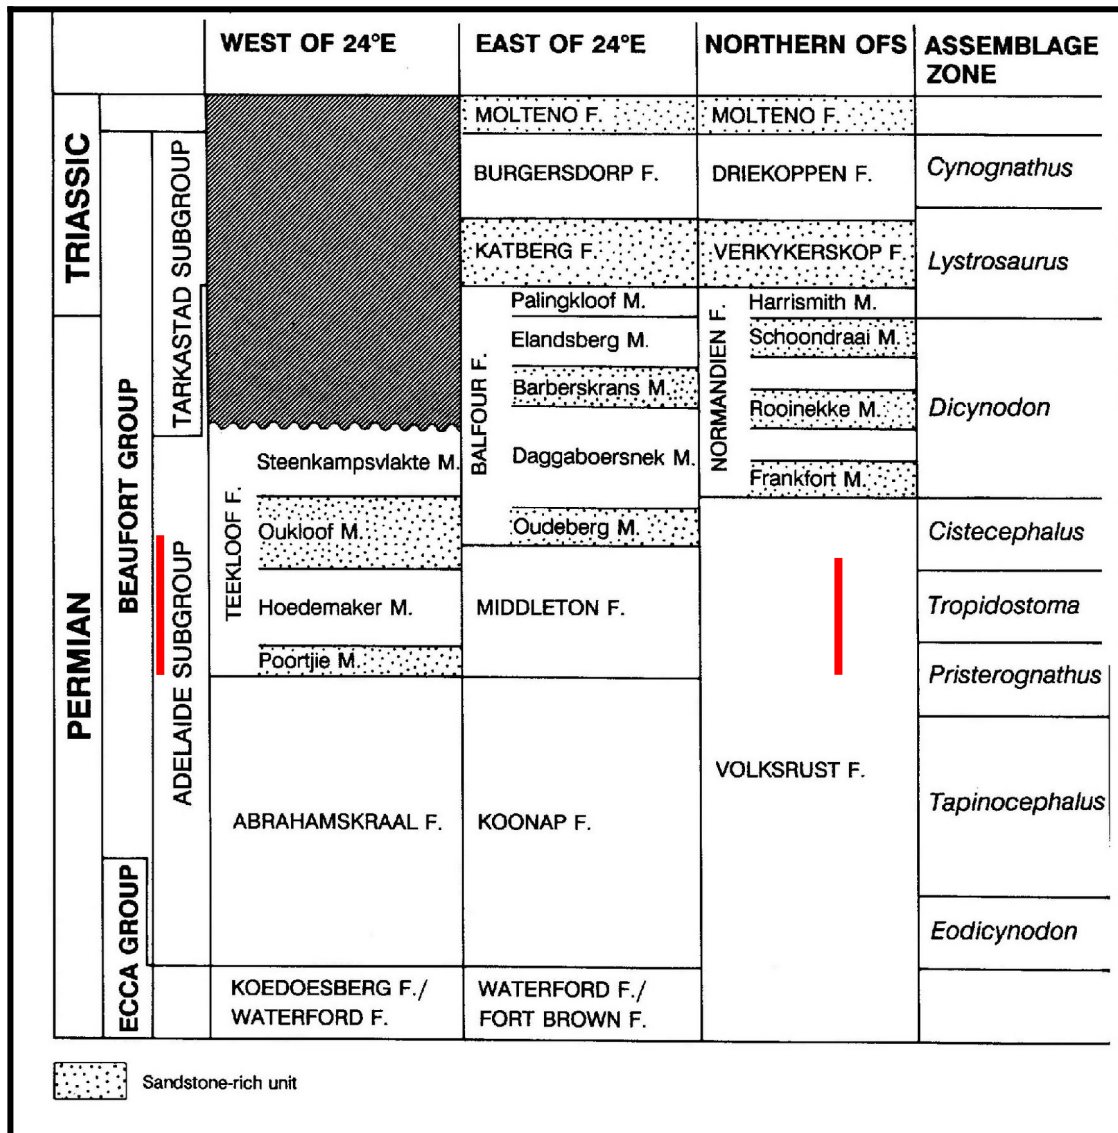 WEST OF 24°E
EAST OF 24°E
NORTHERN OFS
ASSEMBLAGE
ZONE
TRIASSIC
PERMIAN
BEAUFORT GROUP
ECCA GROUP
TARKASTAD SUBGROUP
ADELAIDE SUBGROUP
TEEKLOOF F.
Steenkampsvlakte M.
Oukloof M.
Hoedemaker M.
Poortjie M.
ABRAHAMSKRAAL F.
KOEDOESBERG F./
WATERFORD F.
MOLTENO F.
BURGERSDORP F.
KATBERG F.
BALFOUR F.
Palingkloof M.
Elandsberg M.
Barberskrans M.
Daggaboersnek M.
Oudeberg M.
MIDDLETON F.
KOONAP F.
WATERFORD F./
FORT BROWN F.
MOLTENO F.
DRIEKOPPEN F.
VERKYKERSKOP F.
NORMANDIEN F.
Harrismith M.
Schoondraai M.
Rooinekke M.
Frankfort M.
VOLKSRUST F.
Cynognathus
Lystrosaurus
Dicynodon
Cistecephalus
Tropidostoma
Pristerognathus
Tapinocephalus
Eodicynodon
Sandstone-rich unit